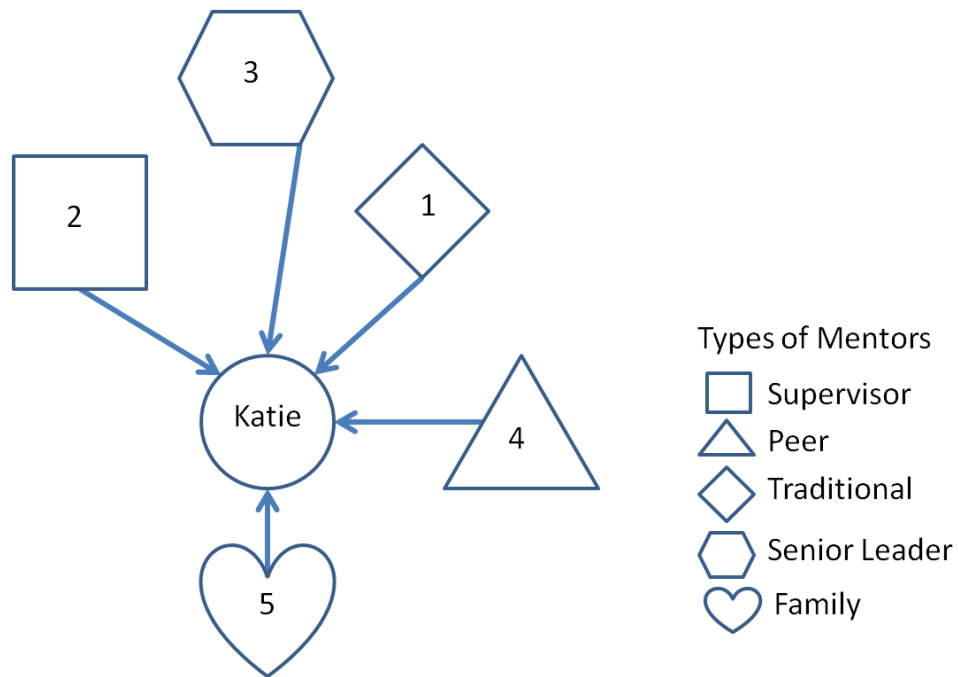 3
2
1
Katie
4
5
Types of Mentors
Supervisor
Peer
Traditional
Senior Leader
Family